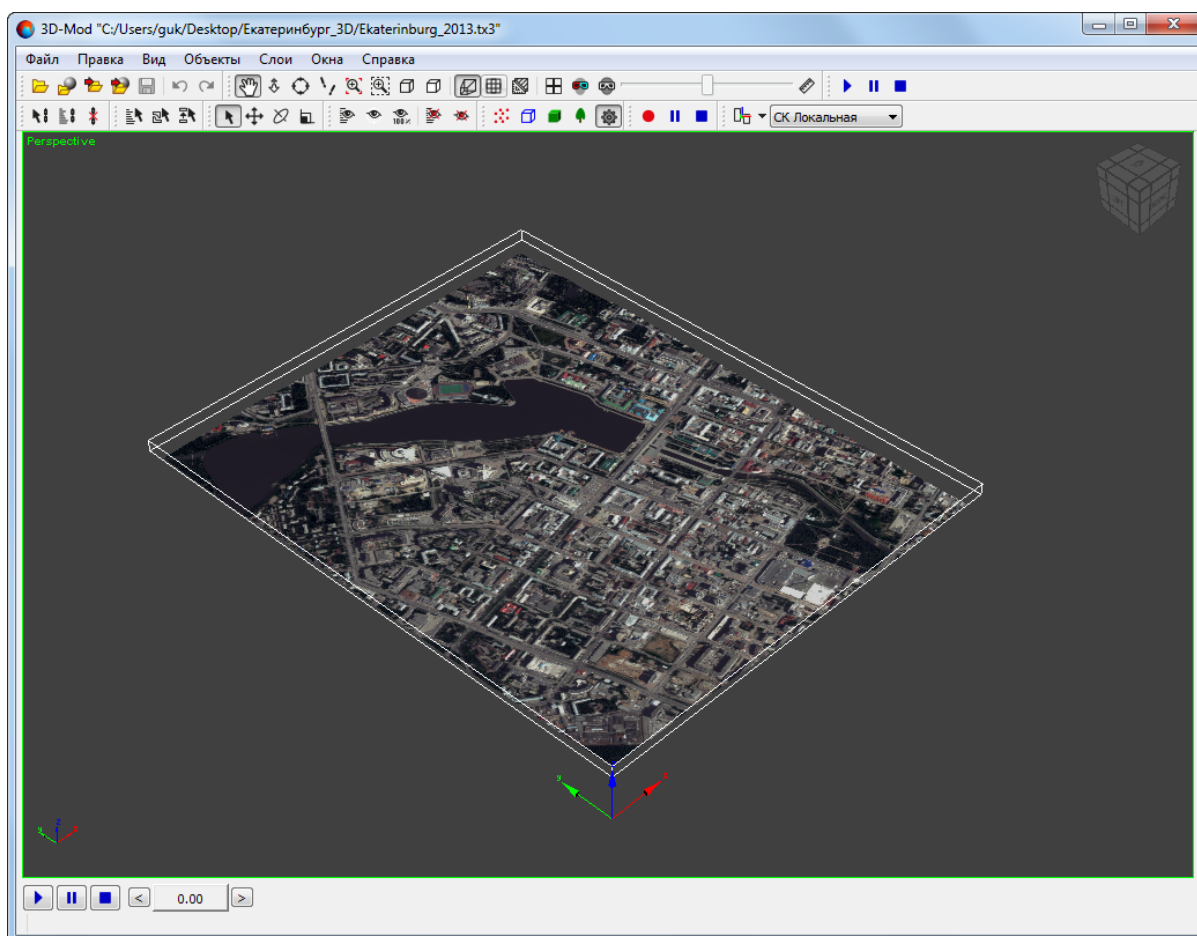 3D-Mod "C:/Users/guk/Desktop/Екатеринбург_3D/Ekaterinburg_2013.tx3"
Файл Правка Вид Объекты Слои Окна Справка
100%
СК Локальная
Perspective
y z x
0.00